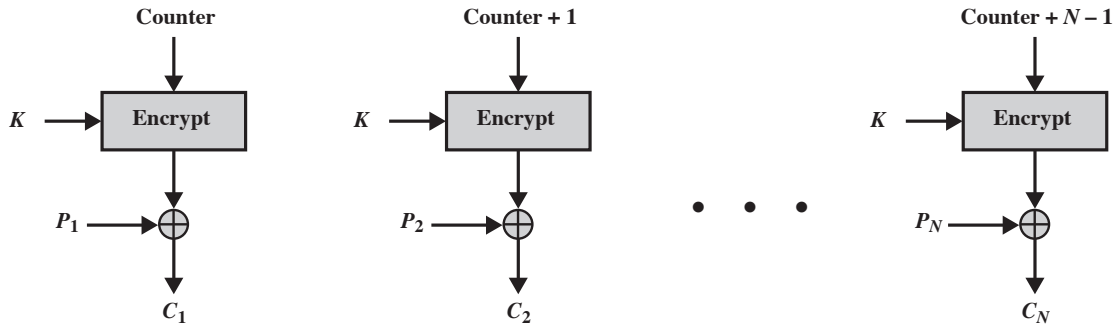 Counter Counter + 1 Counter + N – 1
K Encrypt K Encrypt K Encrypt
P1 P2 PN
C1 C2 CN